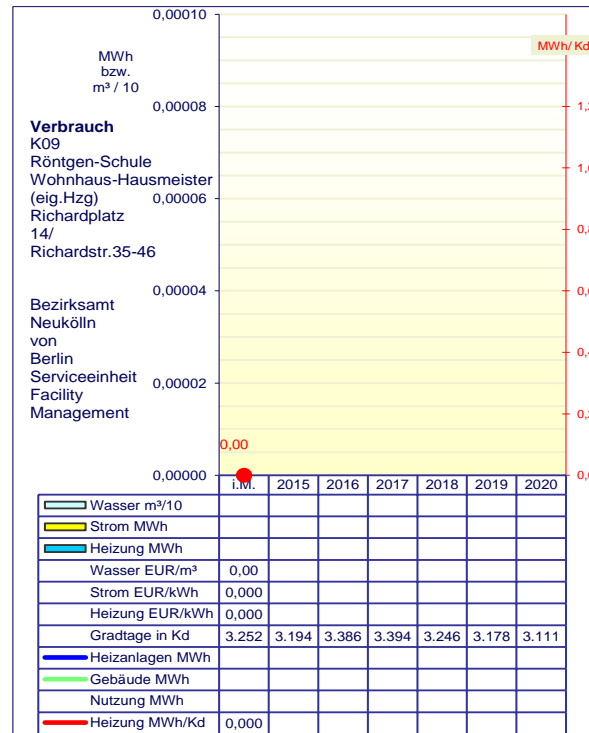 MWh
bzw.
m³ / 10
Verbrauch
K09
Röntgen-Schule
Wohnhaus-Hausmeister
(eig.Hzg)
Richardplatz
14/
Richardstr.35-46
Bezirksamt
Neukölln
von
Berlin
Serviceeinheit
Facility
Management
0,00010
0,00008
0,00006
0,00004
0,00002
0,00000
MWh/ Kd
0,00
i.M. 2015 2016 2017 2018 2019 2020
Wasser m³/10
Strom MWh
Heizung MWh
Wasser EUR/m³ 0,00
Strom EUR/kWh 0,000
Heizung EUR/kWh 0,000
Gradtage in Kd 3.252 3.194 3.386 3.394 3.246 3.178 3.111
Heizanlagen MWh
Gebäude MWh
Nutzung MWh
Heizung MWh/Kd 0,000